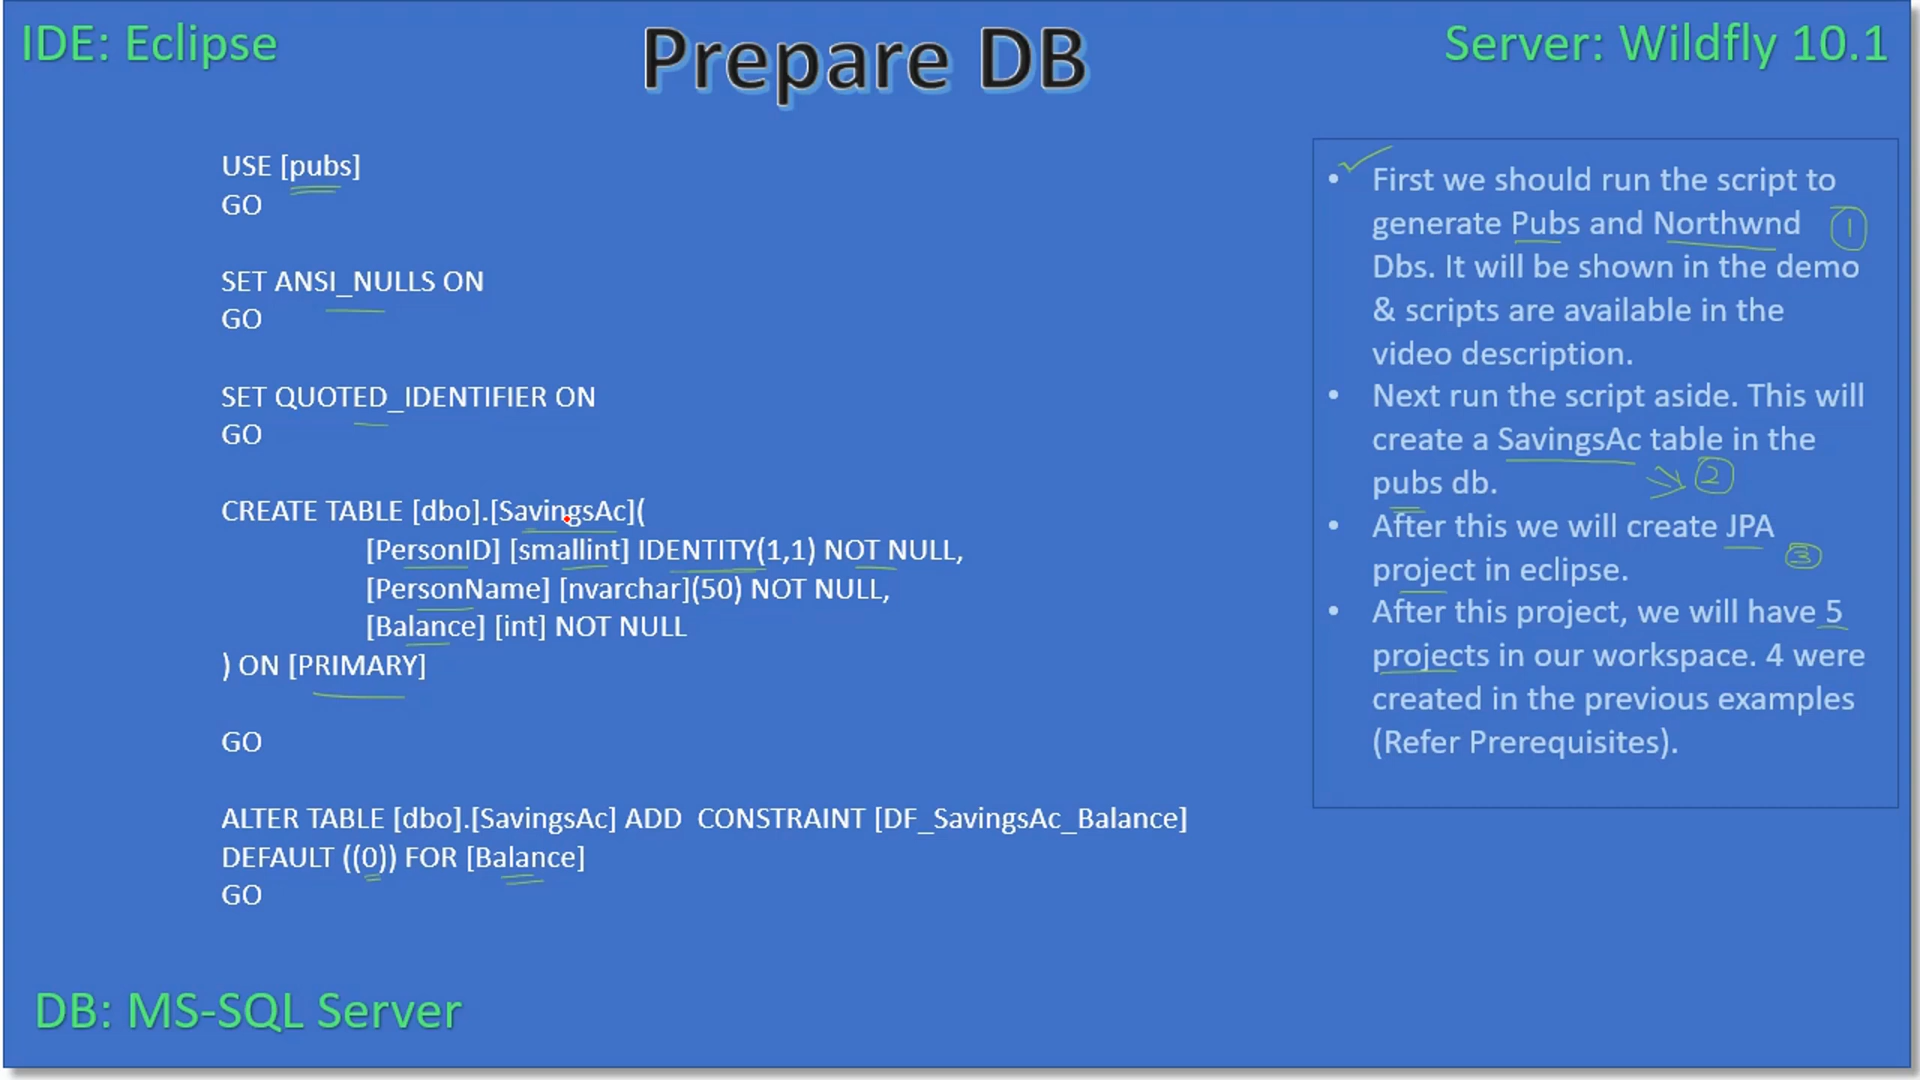 IDE: Eclipse
Prepare DB
Server: Wildfly 10.1
USE [pubs]
GO
SET ANSI_NULLS ON
GO
SET QUOTED_IDENTIFIER ON
GO
CREATE TABLE [dbo].[SavingsAc](
[PersonID] [smallint] IDENTITY(1,1) NOT NULL,
[PersonName] [nvarchar](50) NOT NULL,
[Balance] [int] NOT NULL
) ON [PRIMARY]
GO
ALTER TABLE [dbo].[SavingsAc] ADD  CONSTRAINT [DF_SavingsAc_Balance]
DEFAULT ((0)) FOR [Balance]
GO
• First we should run the script to
generate Pubs and Northwnd 1
Dbs. It will be shown in the demo
& scripts are available in the
video description.
• Next run the script aside. This will
create a SavingsAc table in the
pubs db. 2
• After this we will create JPA
3
project in eclipse.
• After this project, we will have 5
projects in our workspace. 4 were
created in the previous examples
(Refer Prerequisites).
DB: MS-SQL Server